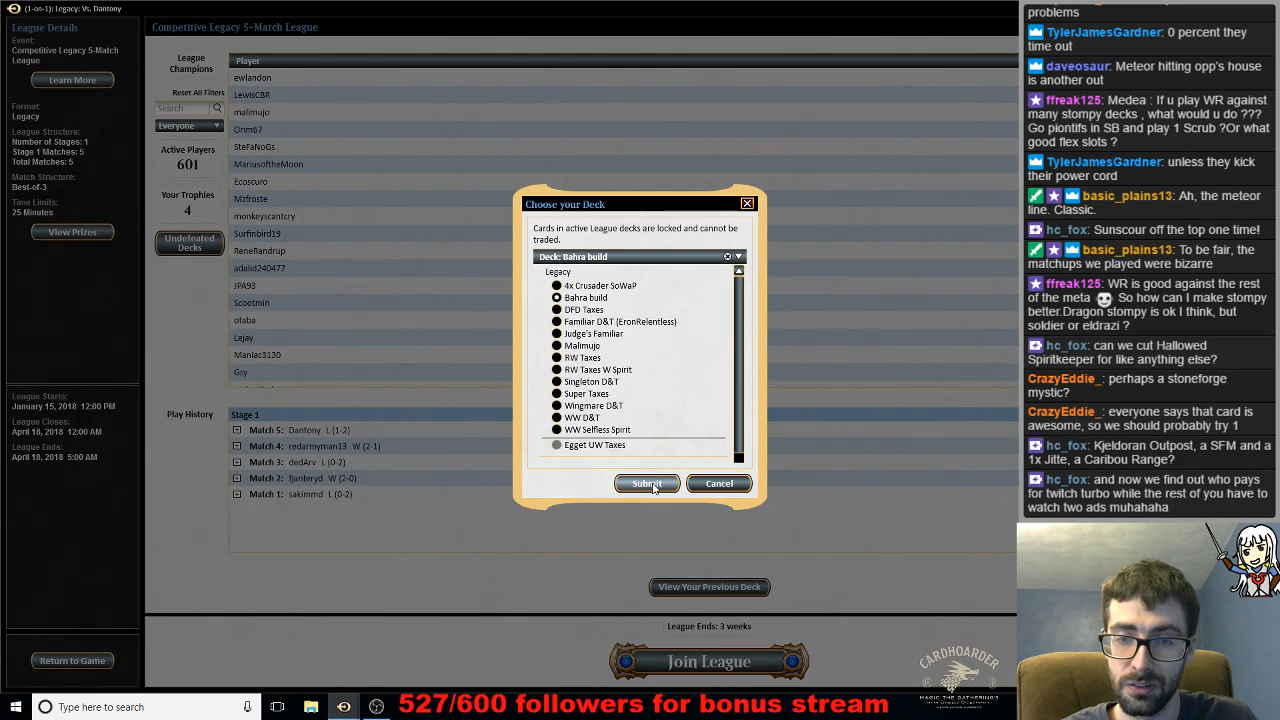 (1-on-1): Legacy: Vs. Dantony
League Details
Event:
Competitive Legacy 5-Match
League
Learn More
Format:
Legacy
League Structure:
Number of Stages: 1
Stage 1 Matches: 5
Total Matches: 5
Match Structure:
Best-of-3
Time Limits:
25 Minutes
View Prizes
League Starts:
January 15, 2018 12:00 PM
League Closes:
April 18, 2018 12:00 AM
League Ends:
April 18, 2018 5:00 AM
Return to Game
Competitive Legacy 5-Match League
League
Champions
Reset All Filters
Search
Everyone
Active Players
601
Your Trophies
4
Undefeated
Decks
Player
ewlandon
LewisCBR
malimujo
Orim67
SteFaNoGs
MariusoftheMoon
Ecoscuro
Mzfroste
monkeyscantcry
Surfinbird19
ReneRandrup
adalid240477
JPA93
Scootmin
otaba
Lejay
Maniac3130
Gsy
Play History
Stage 1
Match 5: Dantony L (1-2)
Match 4: redarmyman13 W (2-1)
Match 3: dedArv L (0-2)
Match 2: fjanteryd W (2-0)
Match 1: sakimmd L (0-2)
Choose your Deck
Cards in active League decks are locked and cannot be
traded.
Deck: Bahra build
Legacy
4x Crusader SoWaP
Bahra build
DFD Taxes
Familiar D&T (EronRelentless)
Judge's Familiar
Malimujo
RW Taxes
RW Taxes W Spirit
Singleton D&T
Super Taxes
Wingmare D&T
WW D&T
WW Selfless Spirit
Egget UW Taxes
Submit
Cancel
View Your Previous Deck
League Ends: 3 weeks
Join League
CARDHOARDER
MAGIC THE GATHERING'S
problems
TylerJamesGardner: 0 percent they
time out
daveosaur: Meteor hitting opp's house
is another out
ffreak125: Medea : If u play WR against
many stompy decks , what would u do ???
Go piontifs in SB and play 1 Scrub ?Or what
good flex slots ?
TylerJamesGardner: unless they kick
their power cord
basic_plains13: Ah, the meteor
line. Classic.
hc_fox: Sunscour off the top one time!
basic_plains13: To be fair, the
matchups we played were bizarre
ffreak125: WR is good against the rest
of the meta So how can I make stompy
better.Dragon stompy is ok I think, but
soldier or eldrazi ?
hc_fox: can we cut Hallowed
Spiritkeeper for like anything else?
CrazyEddie_: perhaps a stoneforge
mystic?
CrazyEddie_: everyone says that card is
awesome, so we should probably try 1
hc_fox: Kjeldoran Outpost, a SFM and a
1x Jitte, a Caribou Range?
hc_fox: and now we find out who pays
for twitch turbo while the rest of you have to
watch two ads muhahaha
Type here to search
527/600 followers for bonus stream